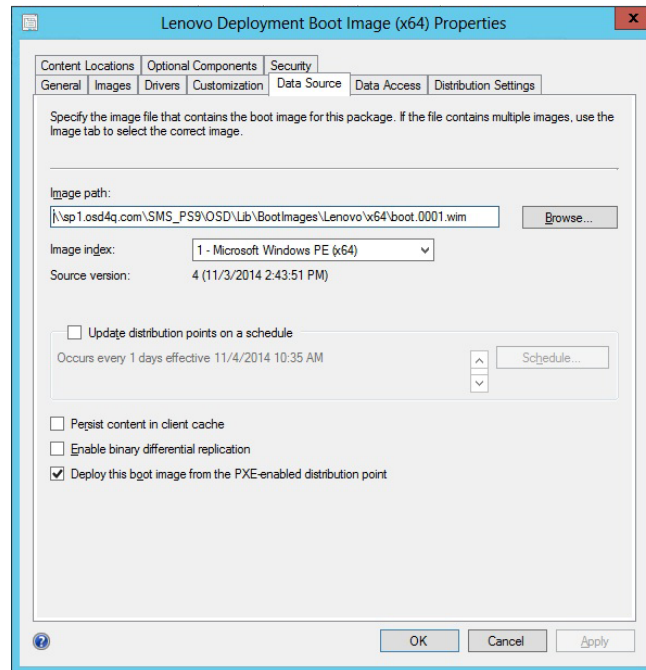 Lenovo Deployment Boot Image (x64) Properties
x
Content Locations Optional Components Security
General Images Drivers Customization Data Source Data Access Distribution Settings
Specify the image file that contains the boot image for this package. If the file contains multiple images, use the
Image tab to select the correct image.
Image path:
\\sp1.osd4q.com\SMS_PS9\OSD\Lib\BootImages\Lenovo\x64\boot.0001.wim Browse...
Image index: 1 - Microsoft Windows PE (x64)
Source version: 4 (11/3/2014 2:43:51 PM)
Update distribution points on a schedule
Occurs every 1 days effective 11/4/2014 10:35 AM Schedule...
Persist content in client cache
Enable binary differential replication
Deploy this boot image from the PXE-enabled distribution point
? OK Cancel Apply